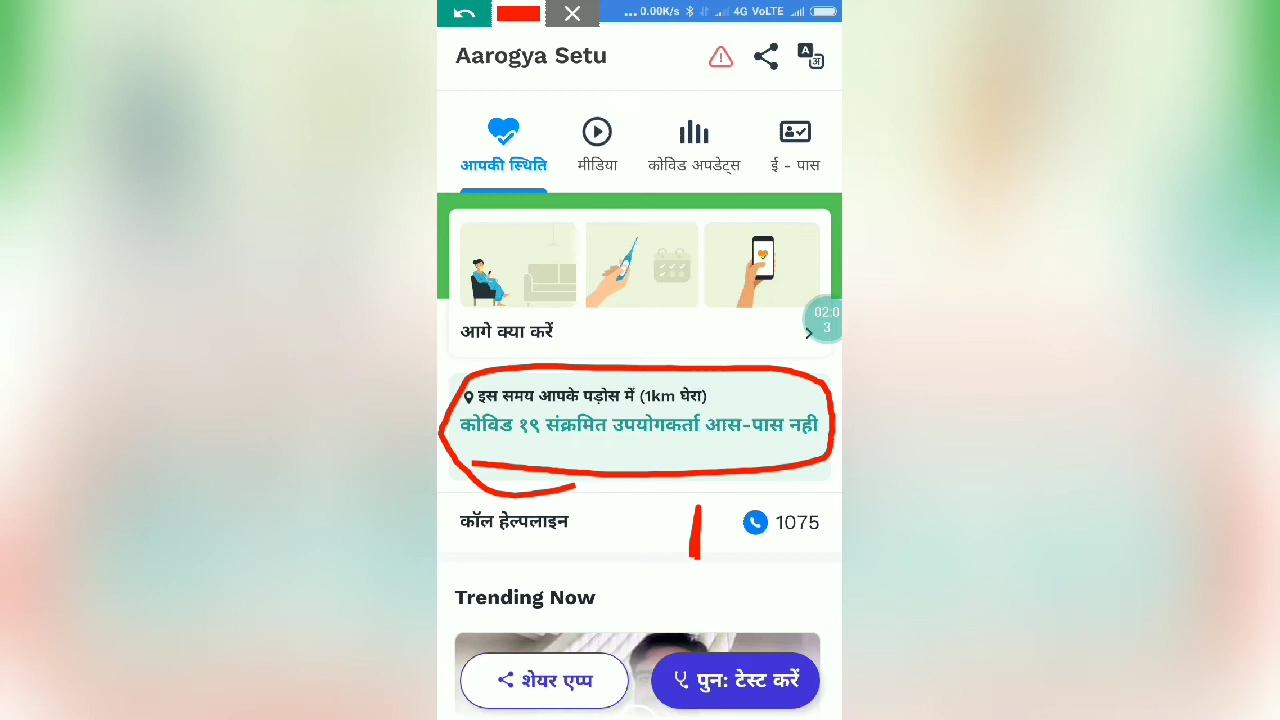 0.00K/s 4G VoLTE
Aarogya Setu
आपकी स्थिति
मीडिया
कोविड अपडेट्स
ई - पास
आगे क्या करें
02:0
3
इस समय आपके पड़ोस में (1km घेरा)
कोविड १९ संक्रमित उपयोगकर्ता आस-पास नही
कॉल हेल्पलाइन
1075
Trending Now
शेयर एप्प
पुनः टेस्ट करें